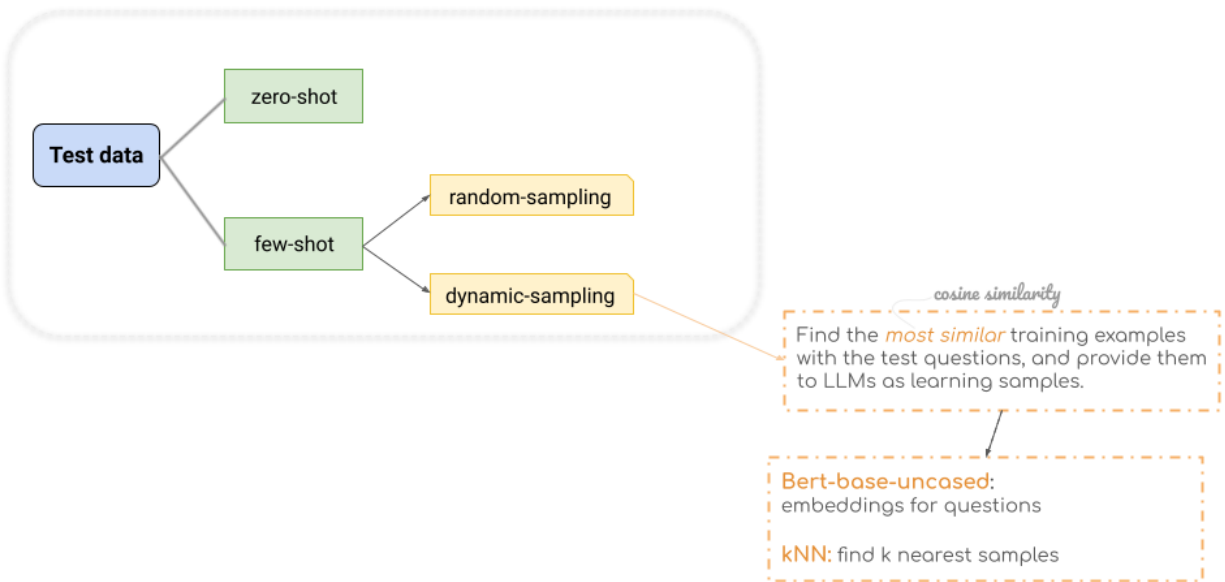 zero-shot
Test data
random-sampling
few-shot
dynamic-sampling
cosine similarity
Find the most similar training examples
with the test questions, and provide them
to LLMs as learning samples.
Bert-base-uncased:
embeddings for questions
kNN: find k nearest samples